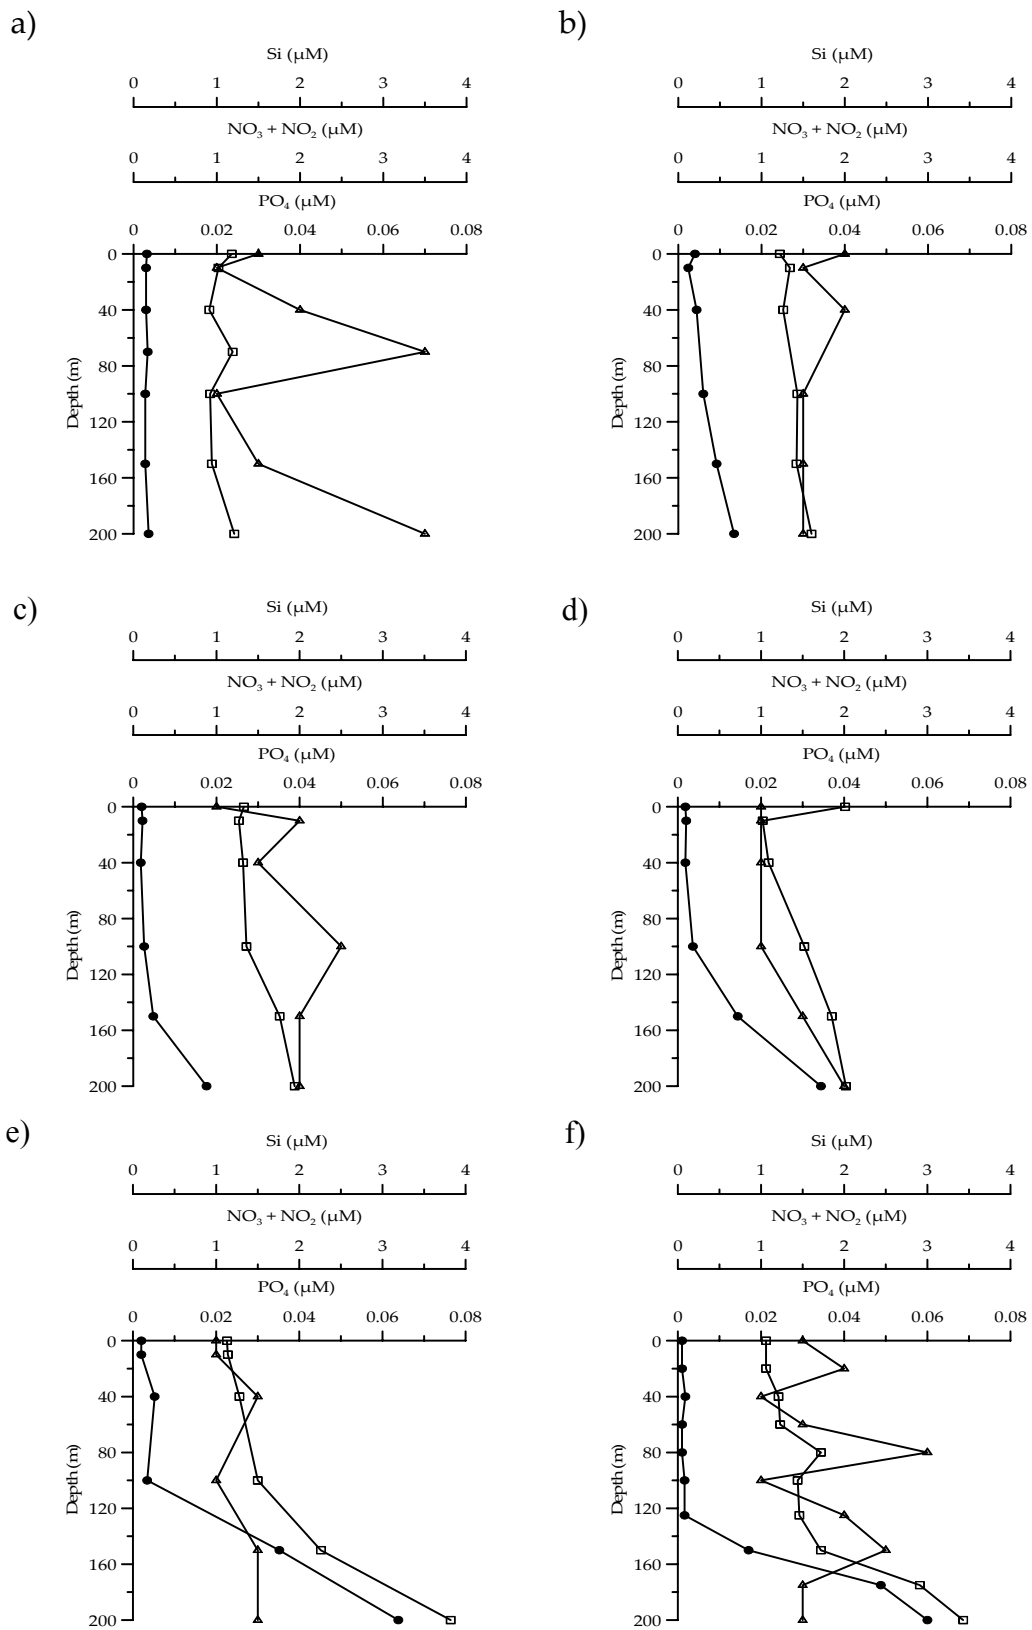 a)
Si (μM)
0 1 2 3 4
NO₃ + NO₂ (μM)
0 1 2 3 4
PO₄ (μM)
0 0.02 0.04 0.06 0.08
0
40
80
120
160
200
Depth (m)
b)
Si (μM)
0 1 2 3 4
NO₃ + NO₂ (μM)
0 1 2 3 4
PO₄ (μM)
0 0.02 0.04 0.06 0.08
0
40
80
120
160
200
Depth (m)
c)
Si (μM)
0 1 2 3 4
NO₃ + NO₂ (μM)
0 1 2 3 4
PO₄ (μM)
0 0.02 0.04 0.06 0.08
0
40
80
120
160
200
Depth (m)
d)
Si (μM)
0 1 2 3 4
NO₃ + NO₂ (μM)
0 1 2 3 4
PO₄ (μM)
0 0.02 0.04 0.06 0.08
0
40
80
120
160
200
Depth (m)
e)
Si (μM)
0 1 2 3 4
NO₃ + NO₂ (μM)
0 1 2 3 4
PO₄ (μM)
0 0.02 0.04 0.06 0.08
0
40
80
120
160
200
Depth (m)
f)
Si (μM)
0 1 2 3 4
NO₃ + NO₂ (μM)
0 1 2 3 4
PO₄ (μM)
0 0.02 0.04 0.06 0.08
0
40
80
120
160
200
Depth (m)